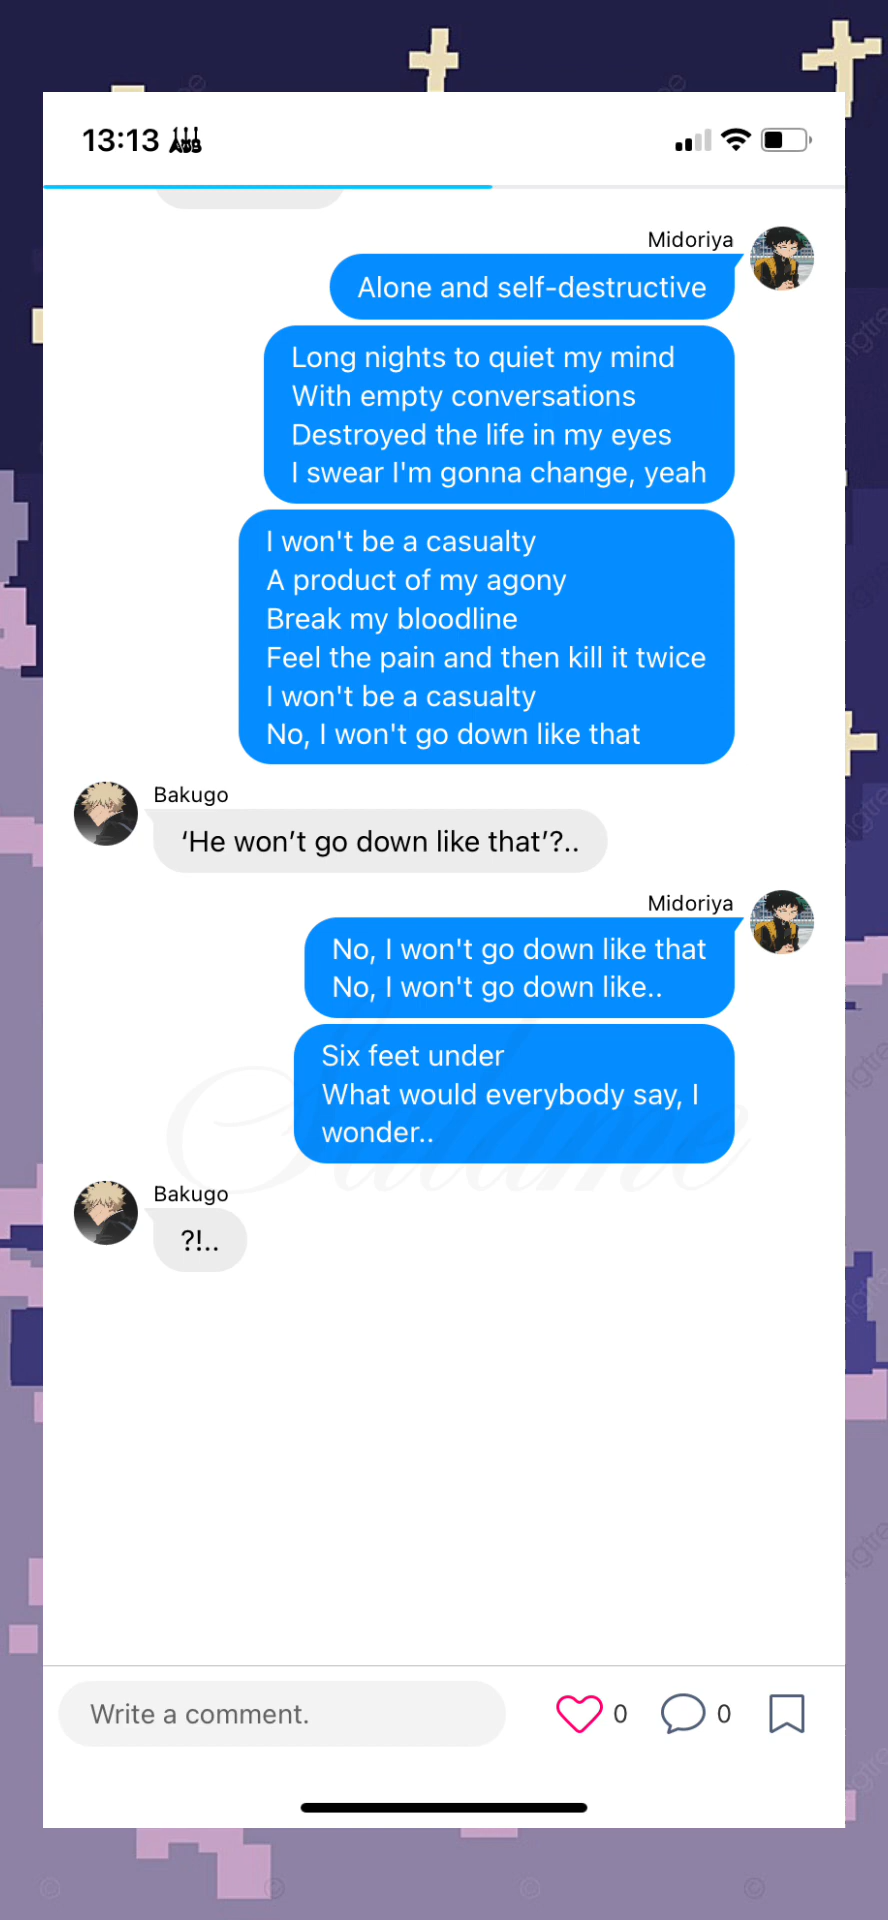 13:13
Midoriya
Alone and self-destructive
Long nights to quiet my mind
With empty conversations
Destroyed the life in my eyes
I swear I'm gonna change, yeah
I won't be a casualty
A product of my agony
Break my bloodline
Feel the pain and then kill it twice
I won't be a casualty
No, I won't go down like that
Bakugo
‘He won’t go down like that’?..
Midoriya
No, I won't go down like that
No, I won't go down like..
Six feet under
What would everybody say, I
wonder..
Bakugo
?!..
Write a comment.
0
0